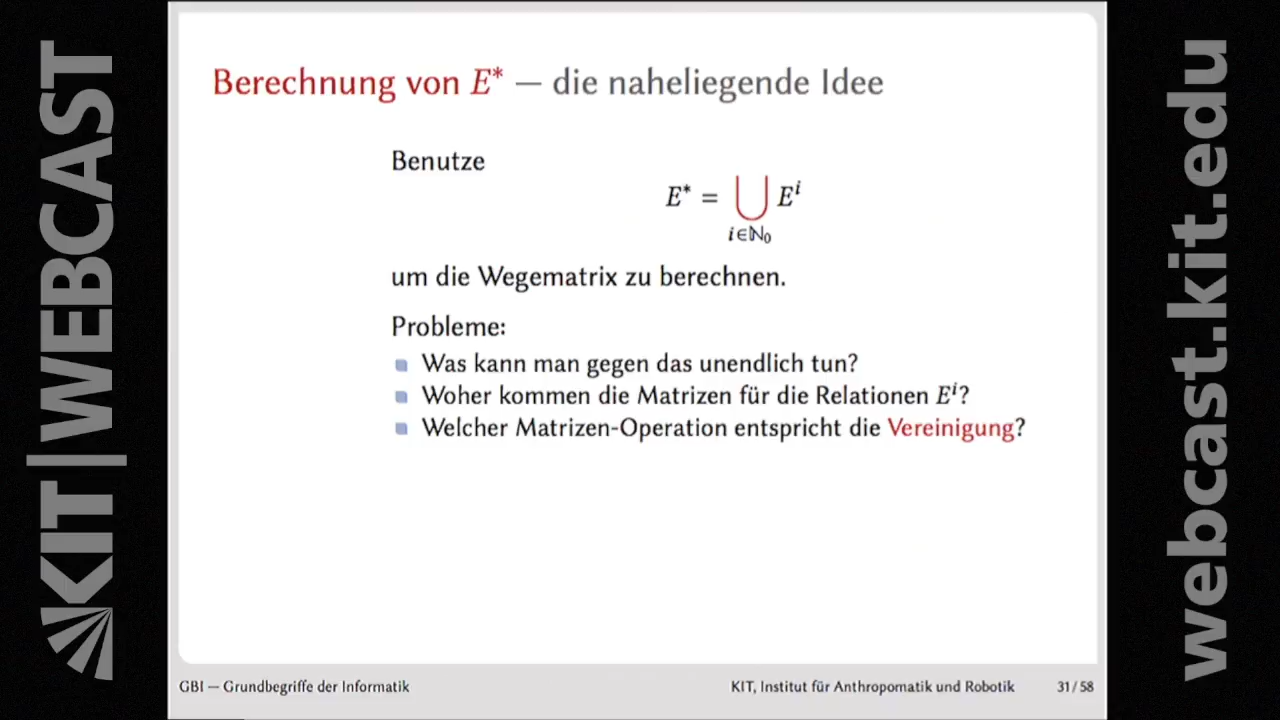 KIT|WEBCAST
Berechnung von E* — die naheliegende Idee
Benutze
E* = ⋃ Eⁱ
i∈ℕ₀
um die Wegematrix zu berechnen.
Probleme:
Was kann man gegen das unendlich tun?
Woher kommen die Matrizen für die Relationen Eⁱ?
Welcher Matrizen-Operation entspricht die Vereinigung?
GBI — Grundbegriffe der Informatik
KIT, Institut für Anthropomatik und Robotik
31/58
webcast.kit.edu